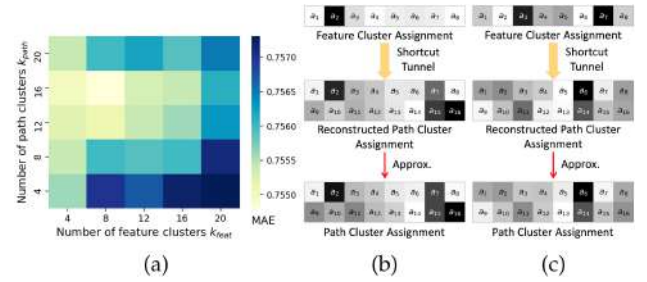 Number of path clusters k_path
20
16
12
8
4
4 8 12 16 20
Number of feature clusters k_feat
0.7570
0.7565
0.7560
0.7555
0.7550
MAE
(a)
a₁ a₂ a₃ a₄ a₅ a₆ a₇ a₈
Feature Cluster Assignment
Shortcut
Tunnel
a₁ a₂ a₃ a₄ a₅ a₆ a₇ a₈
a₉ a₁₀ a₁₁ a₁₂ a₁₃ a₁₄ a₁₅ a₁₆
Reconstructed Path Cluster
Assignment
Approx.
a₁ a₂ a₃ a₄ a₅ a₆ a₇ a₈
a₉ a₁₀ a₁₁ a₁₂ a₁₃ a₁₄ a₁₅ a₁₆
Path Cluster Assignment
(b)
a₁ a₂ a₃ a₄ a₅ a₆ a₇ a₈
Feature Cluster Assignment
Shortcut
Tunnel
a₁ a₂ a₃ a₄ a₅ a₆ a₇ a₈
a₉ a₁₀ a₁₁ a₁₂ a₁₃ a₁₄ a₁₅ a₁₆
Reconstructed Path Cluster
Assignment
Approx.
a₁ a₂ a₃ a₄ a₅ a₆ a₇ a₈
a₉ a₁₀ a₁₁ a₁₂ a₁₃ a₁₄ a₁₅ a₁₆
Path Cluster Assignment
(c)